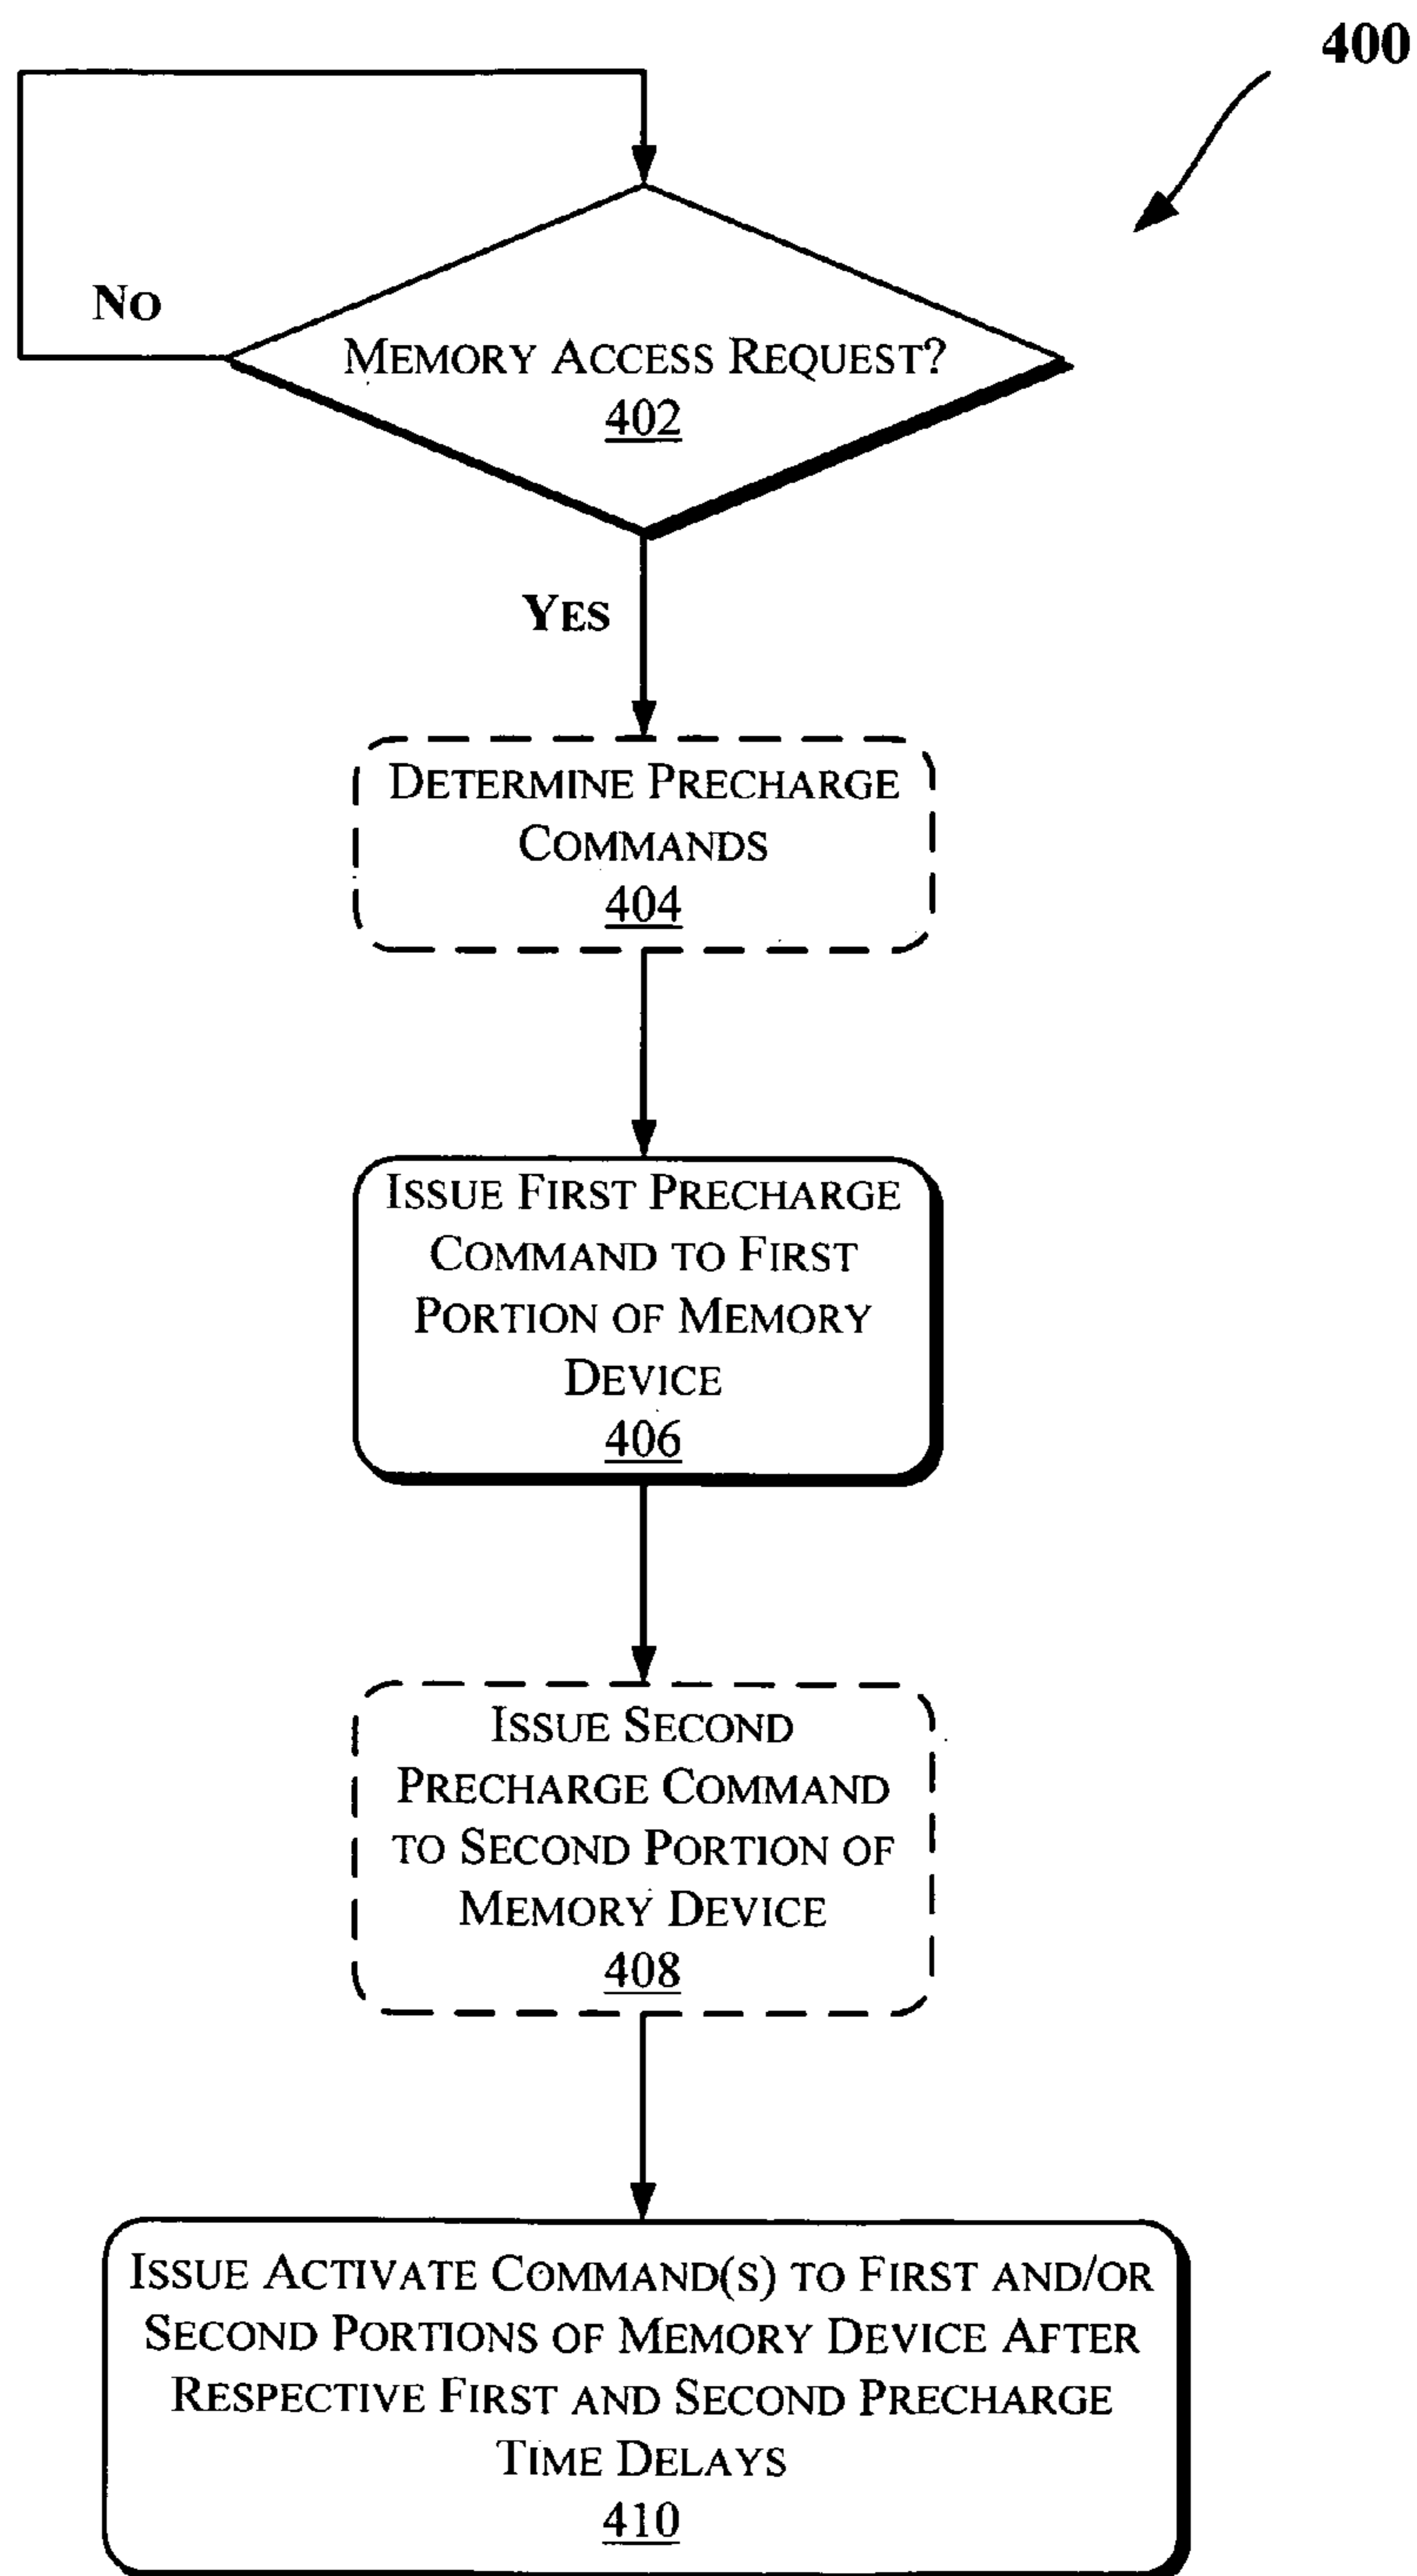 400
NO
MEMORY ACCESS REQUEST?
402
YES
DETERMINE PRECHARGE
COMMANDS
404
ISSUE FIRST PRECHARGE
COMMAND TO FIRST
PORTION OF MEMORY
DEVICE
406
ISSUE SECOND
PRECHARGE COMMAND
TO SECOND PORTION OF
MEMORY DEVICE
408
ISSUE ACTIVATE COMMAND(S) TO FIRST AND/OR
SECOND PORTIONS OF MEMORY DEVICE AFTER
RESPECTIVE FIRST AND SECOND PRECHARGE
TIME DELAYS
410